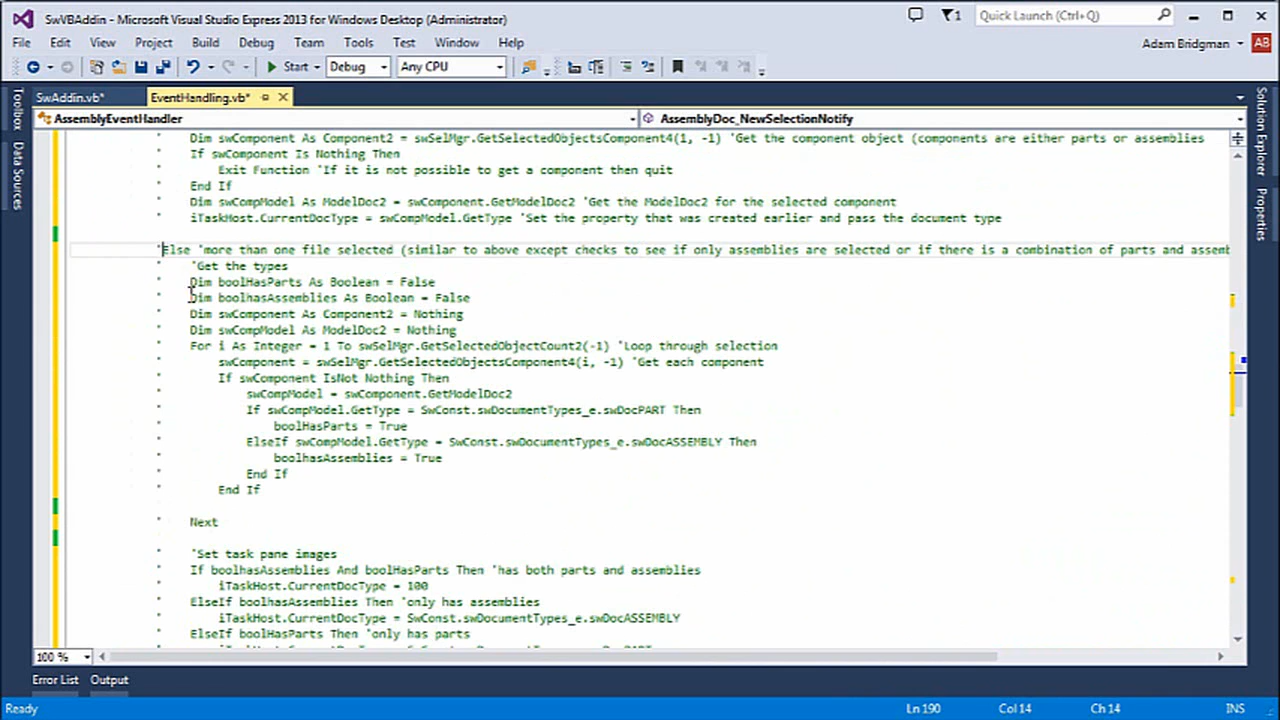 SwVBAddin - Microsoft Visual Studio Express 2013 for Windows Desktop (Administrator)
1
Quick Launch (Ctrl+Q)
File Edit View Project Build Debug Team Tools Test Window Help
Adam Bridgman
AB
Start
Debug
Any CPU
Toolbox
Data Sources
Solution Explorer
Properties
SwAddin.vb*
EventHandling.vb*
AssemblyEventHandler
AssemblyDoc_NewSelectionNotify
' Dim swComponent As Component2 = swSelMgr.GetSelectedObjectsComponent4(1, -1) 'Get the component object (components are either parts or assemblies
' If swComponent Is Nothing Then
' Exit Function 'If it is not possible to get a component then quit
' End If
' Dim swCompModel As ModelDoc2 = swComponent.GetModelDoc2 'Get the ModelDoc2 for the selected component
' iTaskHost.CurrentDocType = swCompModel.GetType 'Set the property that was created earlier and pass the document type
'Else 'more than one file selected (similar to above except checks to see if only assemblies are selected or if there is a combination of parts and assemb
' 'Get the types
' Dim boolHasParts As Boolean = False
' Dim boolhasAssemblies As Boolean = False
' Dim swComponent As Component2 = Nothing
' Dim swCompModel As ModelDoc2 = Nothing
' For i As Integer = 1 To swSelMgr.GetSelectedObjectCount2(-1) 'Loop through selection
' swComponent = swSelMgr.GetSelectedObjectsComponent4(i, -1) 'Get each component
' If swComponent IsNot Nothing Then
' swCompModel = swComponent.GetModelDoc2
' If swCompModel.GetType = SwConst.swDocumentTypes_e.swDocPART Then
' boolHasParts = True
' ElseIf swCompModel.GetType = SwConst.swDocumentTypes_e.swDocASSEMBLY Then
' boolhasAssemblies = True
' End If
' End If
' Next
' 'Set task pane images
' If boolhasAssemblies And boolHasParts Then 'has both parts and assemblies
' iTaskHost.CurrentDocType = 100
' ElseIf boolhasAssemblies Then 'only has assemblies
' iTaskHost.CurrentDocType = SwConst.swDocumentTypes_e.swDocASSEMBLY
' ElseIf boolHasParts Then 'only has parts
100 %
Error List Output
Ready
Ln 190
Col 14
Ch 14
INS